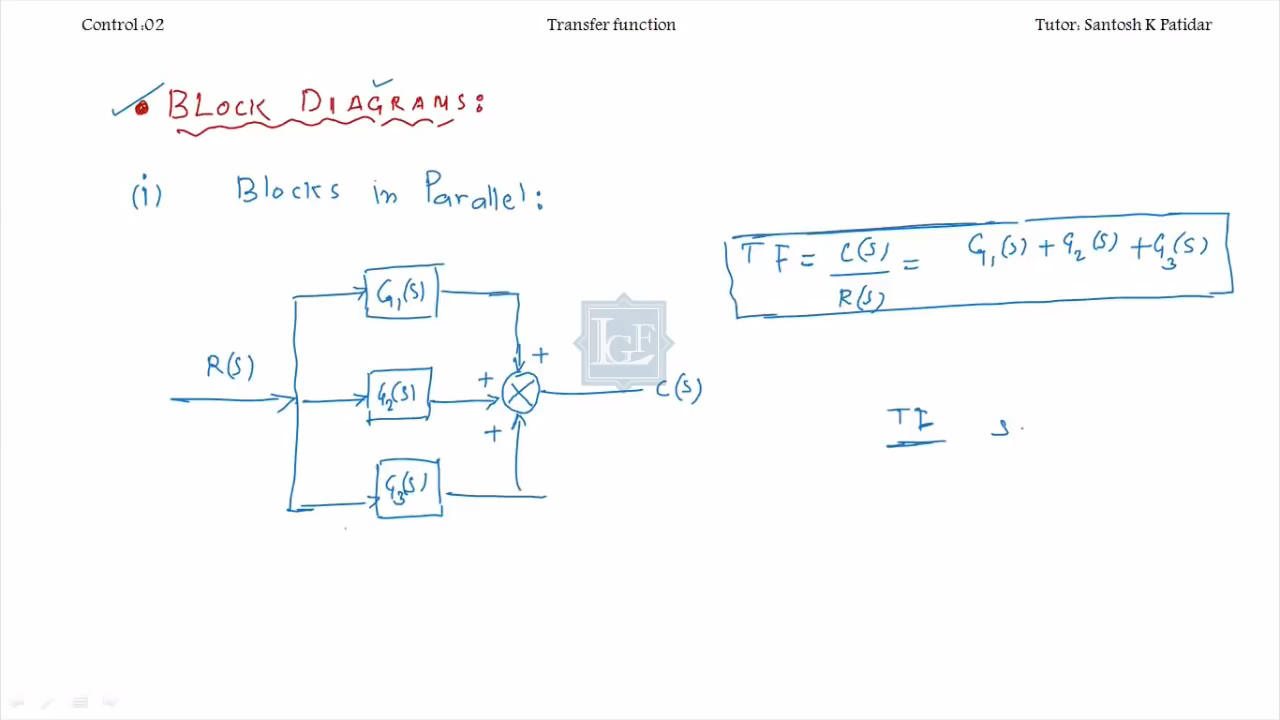 Control :02 Transfer function Tutor: Santosh K Patidar
• BLOCK DIAGRAMS:
(i) Blocks in Parallel:
TF = C(S) / R(S) = G1(S) + G2(S) + G3(S)
G1(S)
+
R(S)
+
G2(S)
C(S)
+
TF s.
G3(S)
LGF